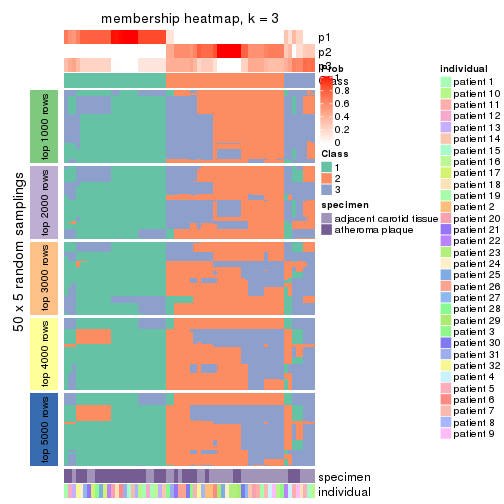 membership heatmap, k = 3
p1
p2
p3
Prob
Class
1
0.8
0.6
0.4
0.2
0
Class
1
2
3
specimen
adjacent carotid tissue
atheroma plaque
individual
patient 1
patient 10
patient 11
patient 12
patient 13
patient 14
patient 15
patient 16
patient 17
patient 18
patient 19
patient 2
patient 20
patient 21
patient 22
patient 23
patient 24
patient 25
patient 26
patient 27
patient 28
patient 29
patient 3
patient 30
patient 31
patient 32
patient 4
patient 5
patient 6
patient 7
patient 8
patient 9
50 x 5 random samplings
top 1000 rows
top 2000 rows
top 3000 rows
top 4000 rows
top 5000 rows
specimen
individual